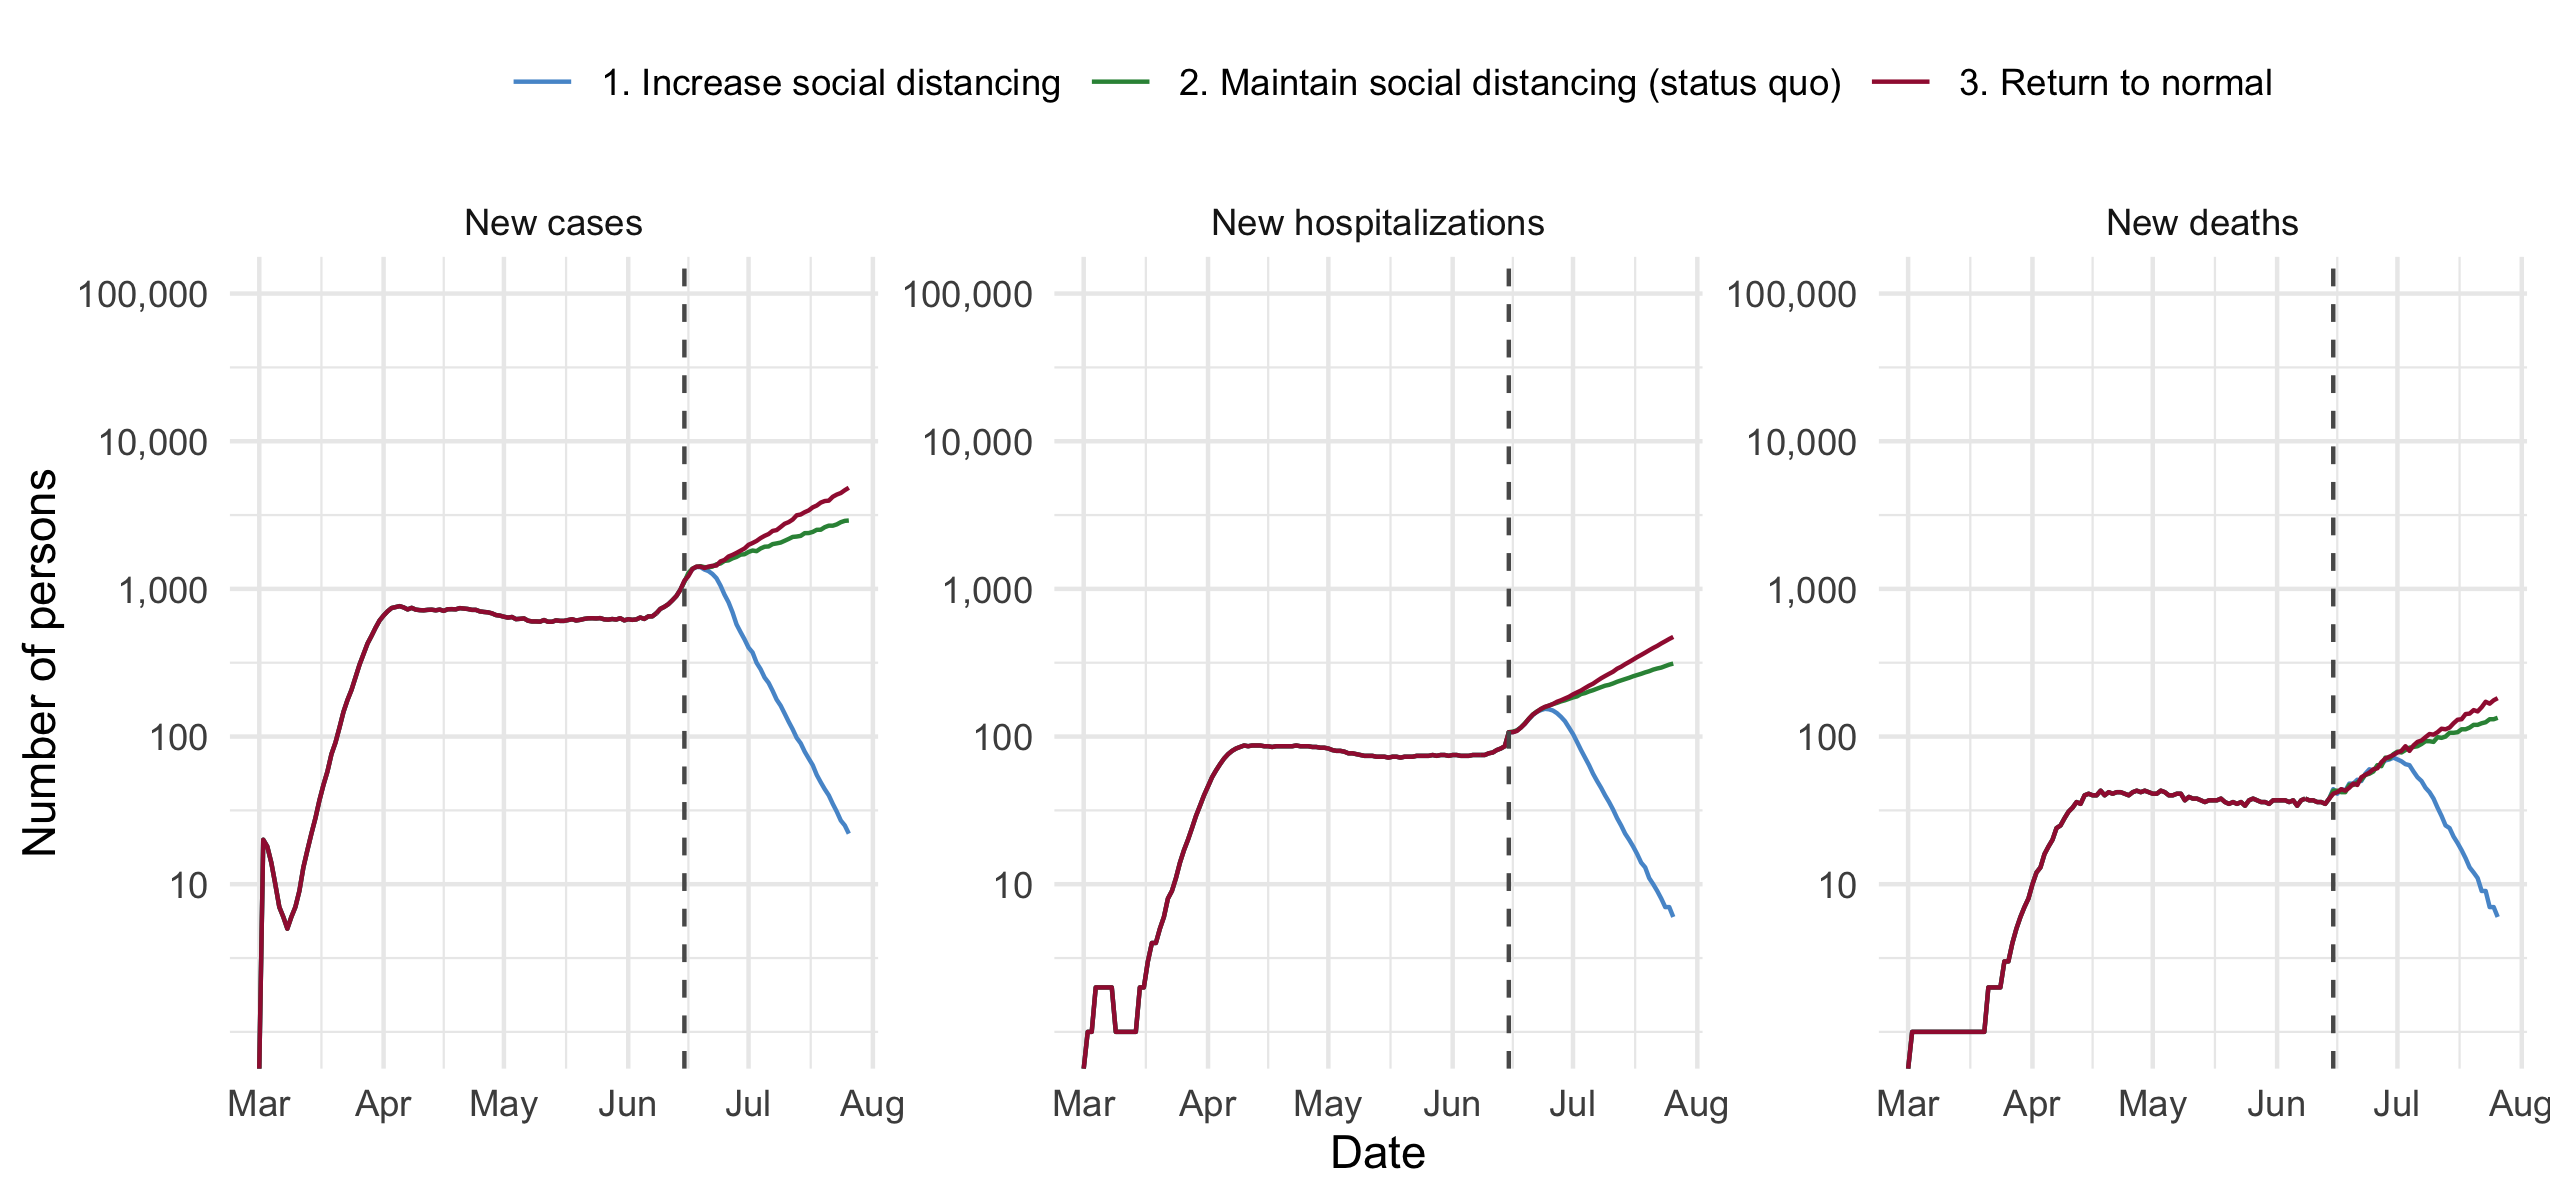 1. Increase social distancing 2. Maintain social distancing (status quo) 3. Return to normal
New cases New hospitalizations New deaths
Number of persons
100,000 100,000 100,000
10,000 10,000 10,000
1,000 1,000 1,000
100 100 100
10 10 10
Mar Apr May Jun Jul Aug Mar Apr May Jun Jul Aug Mar Apr May Jun Jul Aug
Date